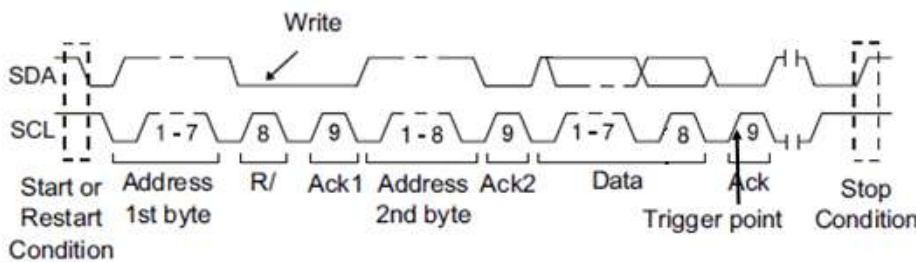 Write
SDA
SCL
1 - 7
8
9
1 - 8
9
1 - 7
8
9
Start or
Restart
Condition
Address
1st byte
R/
Ack1
Address
2nd byte
Ack2
Data
Ack
Trigger point
Stop
Condition